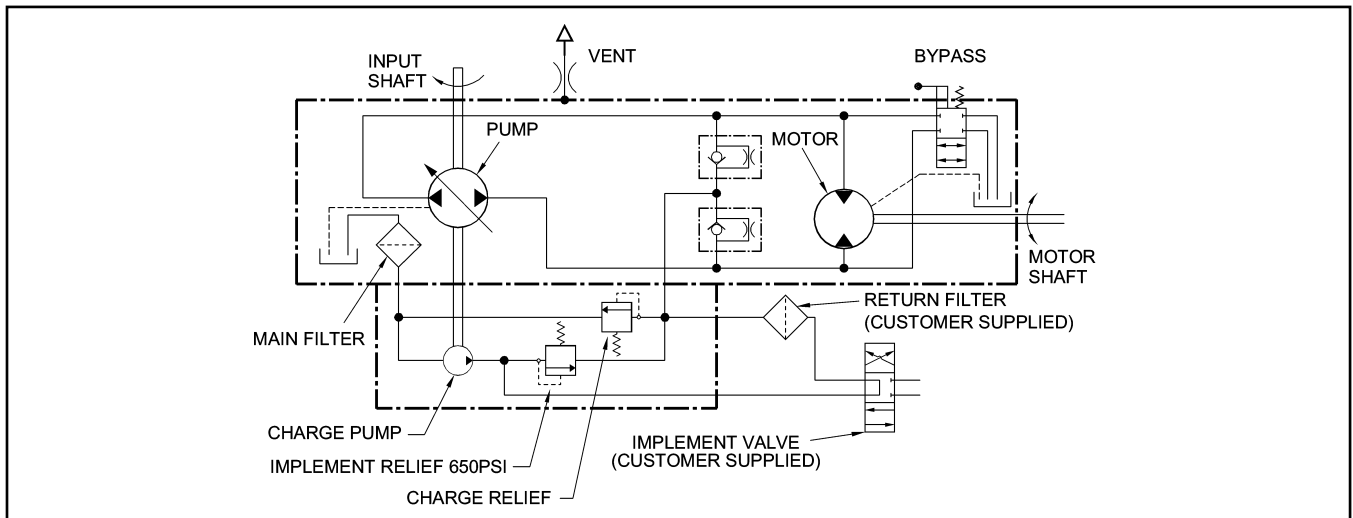 INPUT
SHAFT
VENT
BYPASS
PUMP
MOTOR
MOTOR
SHAFT
RETURN FILTER
(CUSTOMER SUPPLIED)
MAIN FILTER
CHARGE PUMP
IMPLEMENT VALVE
(CUSTOMER SUPPLIED)
IMPLEMENT RELIEF 650PSI
CHARGE RELIEF